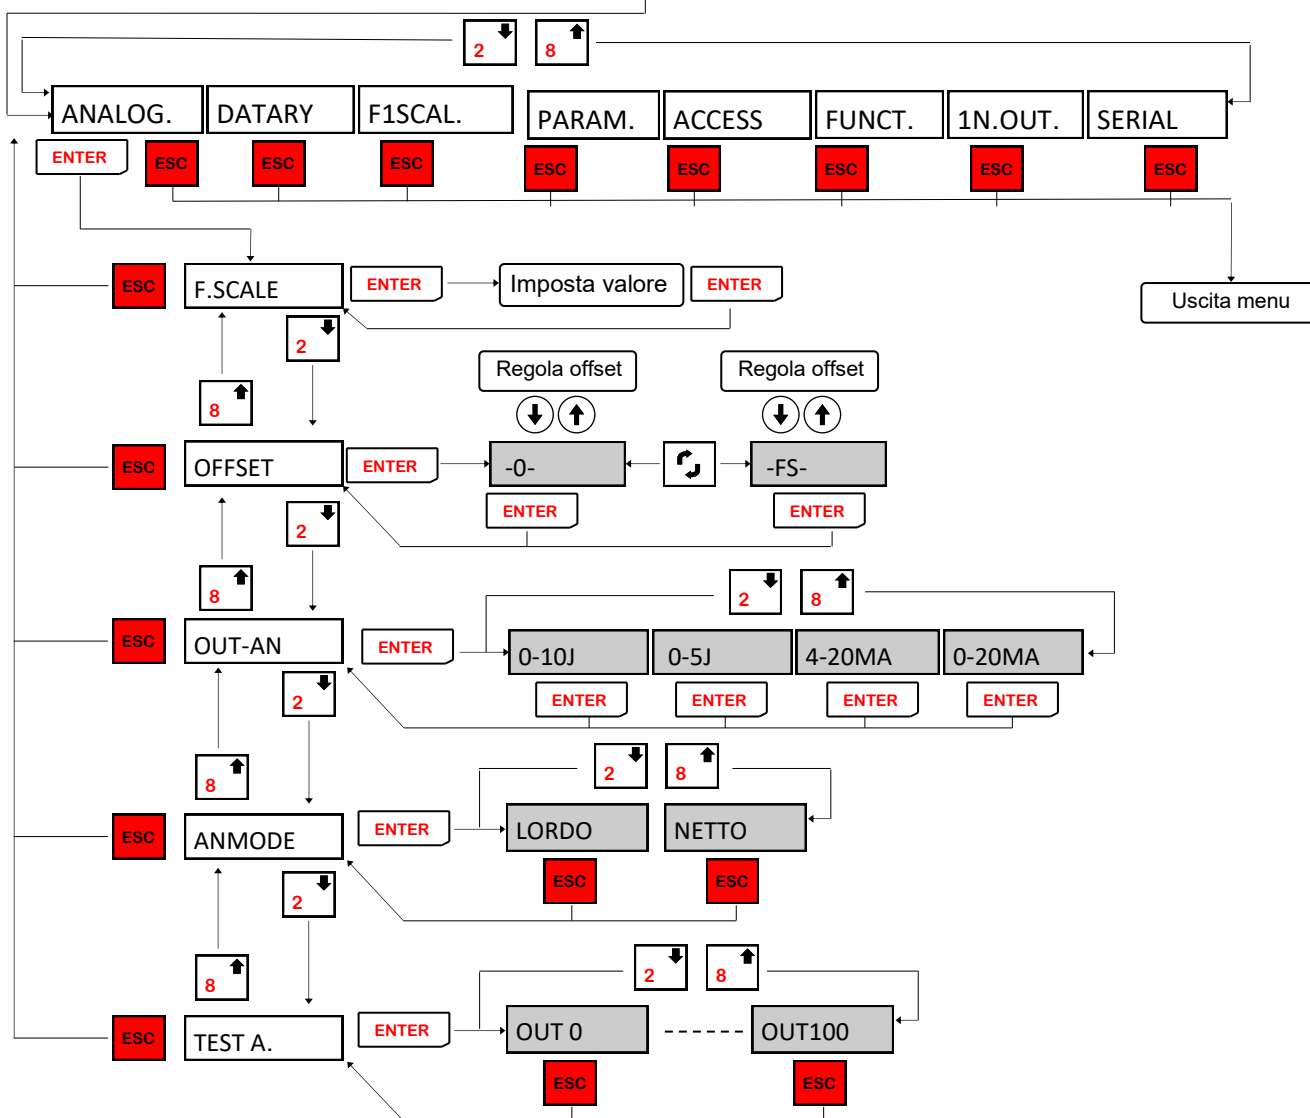 2 8
ANALOG. DATARY F1SCAL. PARAM. ACCESS FUNCT. 1N.OUT. SERIAL
ENTER ESC ESC ESC ESC ESC ESC ESC ESC
ESC F.SCALE ENTER Imposta valore ENTER
Uscita menu
2
Regola offset Regola offset
8
ESC OFFSET ENTER -0- -FS-
ENTER ENTER
2
8
2 8
ESC OUT-AN ENTER 0-10J 0-5J 4-20MA 0-20MA
ENTER ENTER ENTER ENTER
2
2 8
8
ESC ANMODE ENTER LORDO NETTO
ESC ESC
2
8
2 8
ESC TEST A. ENTER OUT 0 ----- OUT100
ESC ESC